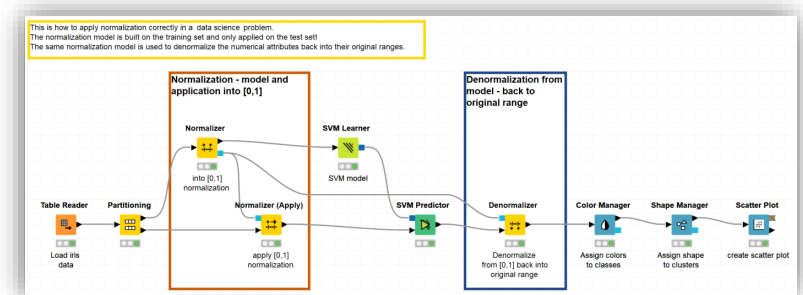 This is how to apply normalization correctly in a data science problem.
The normalization model is built on the training set and only applied on the test set!
The same normalization model is used to denormalize the numerical attributes back into their original ranges.
Normalization - model and
application into [0,1]
Denormalization from
model - back to
original range
Normalizer
into [0,1]
normalization
SVM Learner
SVM model
Table Reader
Load iris
data
Partitioning
Normalizer (Apply)
apply [0,1]
normalization
SVM Predictor
Denormalizer
Denormalize
from [0,1] back into
original range
Color Manager
Assign colors
to classes
Shape Manager
Assign shape
to clusters
Scatter Plot
create scatter plot